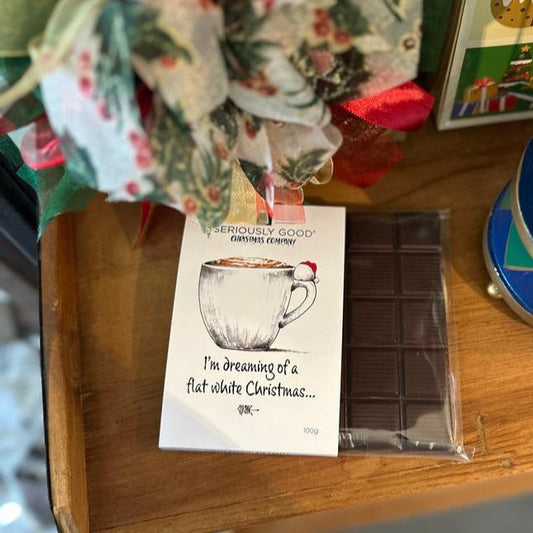 SERIOUSLY GOOD®
CHRISTMAS COMPANY
I'm dreaming of a
flat white Christmas...
100g